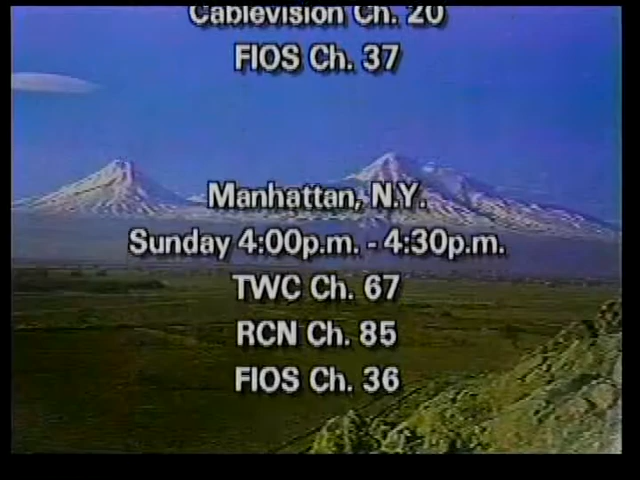 Cablevision Ch. 20
FIOS Ch. 37
Manhattan, N.Y.
Sunday 4:00p.m. - 4:30p.m.
TWC Ch. 67
RCN Ch. 85
FIOS Ch. 36